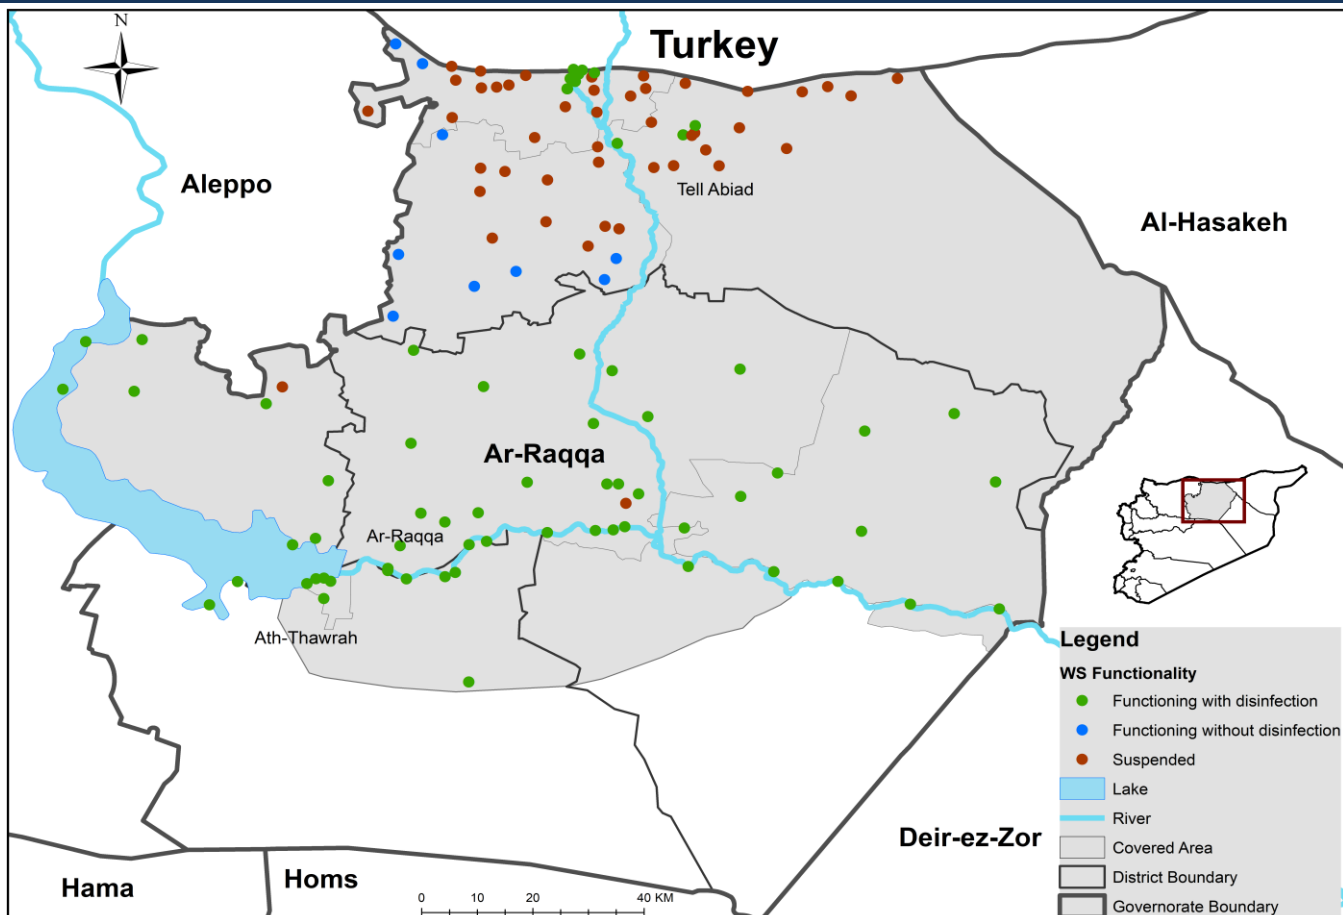 N
Turkey
Aleppo
Tell Abiad
Al-Hasakeh
Ar-Raqqa
Ar-Raqqa
Ath-Thawrah
Deir-ez-Zor
Hama
Homs
0 10 20 40 KM
Legend
WS Functionality
Functioning with disinfection
Functioning without disinfection
Suspended
Lake
River
Covered Area
District Boundary
Governorate Boundary